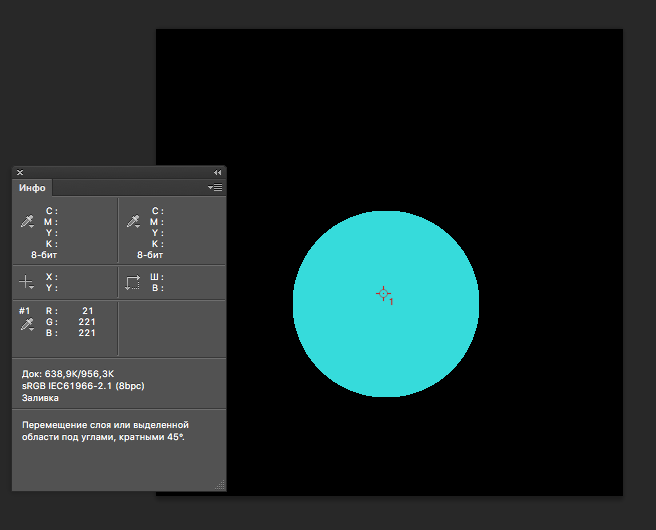 Инфо
C :
M :
Y :
K :
8-бит
C :
M :
Y :
K :
8-бит
X :
Y :
Ш :
В :
#1 R : 21
G : 221
B : 221
Док: 638,9K/956,3K
sRGB IEC61966-2.1 (8bpc)
Заливка
Перемещение слоя или выделенной
области под углами, кратными 45°.
1